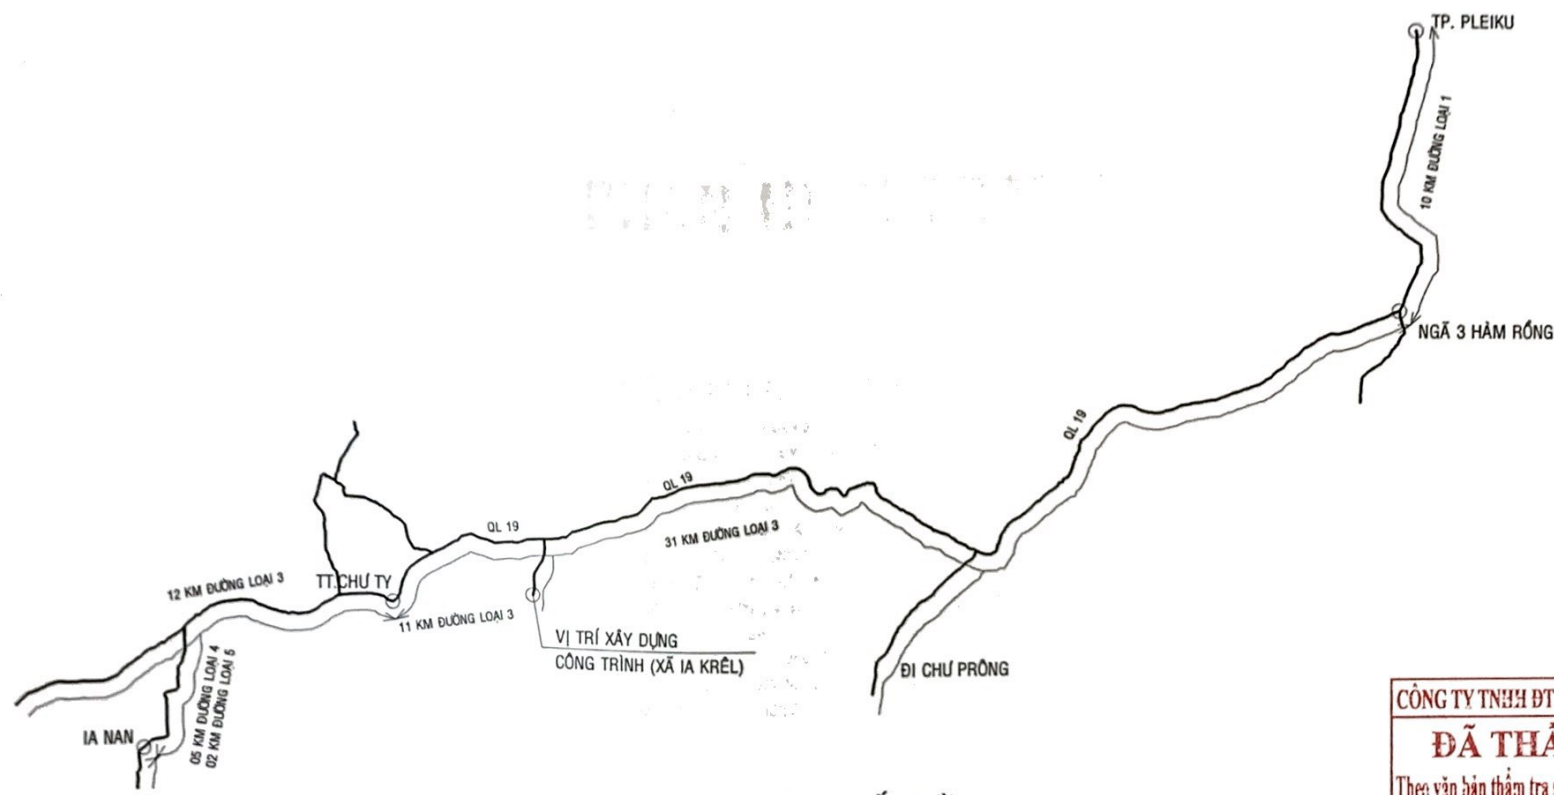 TP. PLEIKU
10 KM ĐƯỜNG LOẠI 1
NGÃ 3 HÀM RỒNG
QL 19
QL 19
31 KM ĐƯỜNG LOẠI 3
QL 19
TT.CHƯ TY
12 KM ĐƯỜNG LOẠI 3
11 KM ĐƯỜNG LOẠI 3
VỊ TRÍ XÂY DỰNG
CÔNG TRÌNH (XÃ IA KRÊL)
ĐI CHƯ PRÔNG
05 KM ĐƯỜNG LOẠI 4
02 KM ĐƯỜNG LOẠI 5
IA NAN
CÔNG TY TNHH ĐT
ĐÃ THẨ
Theo văn bản thẩm tra